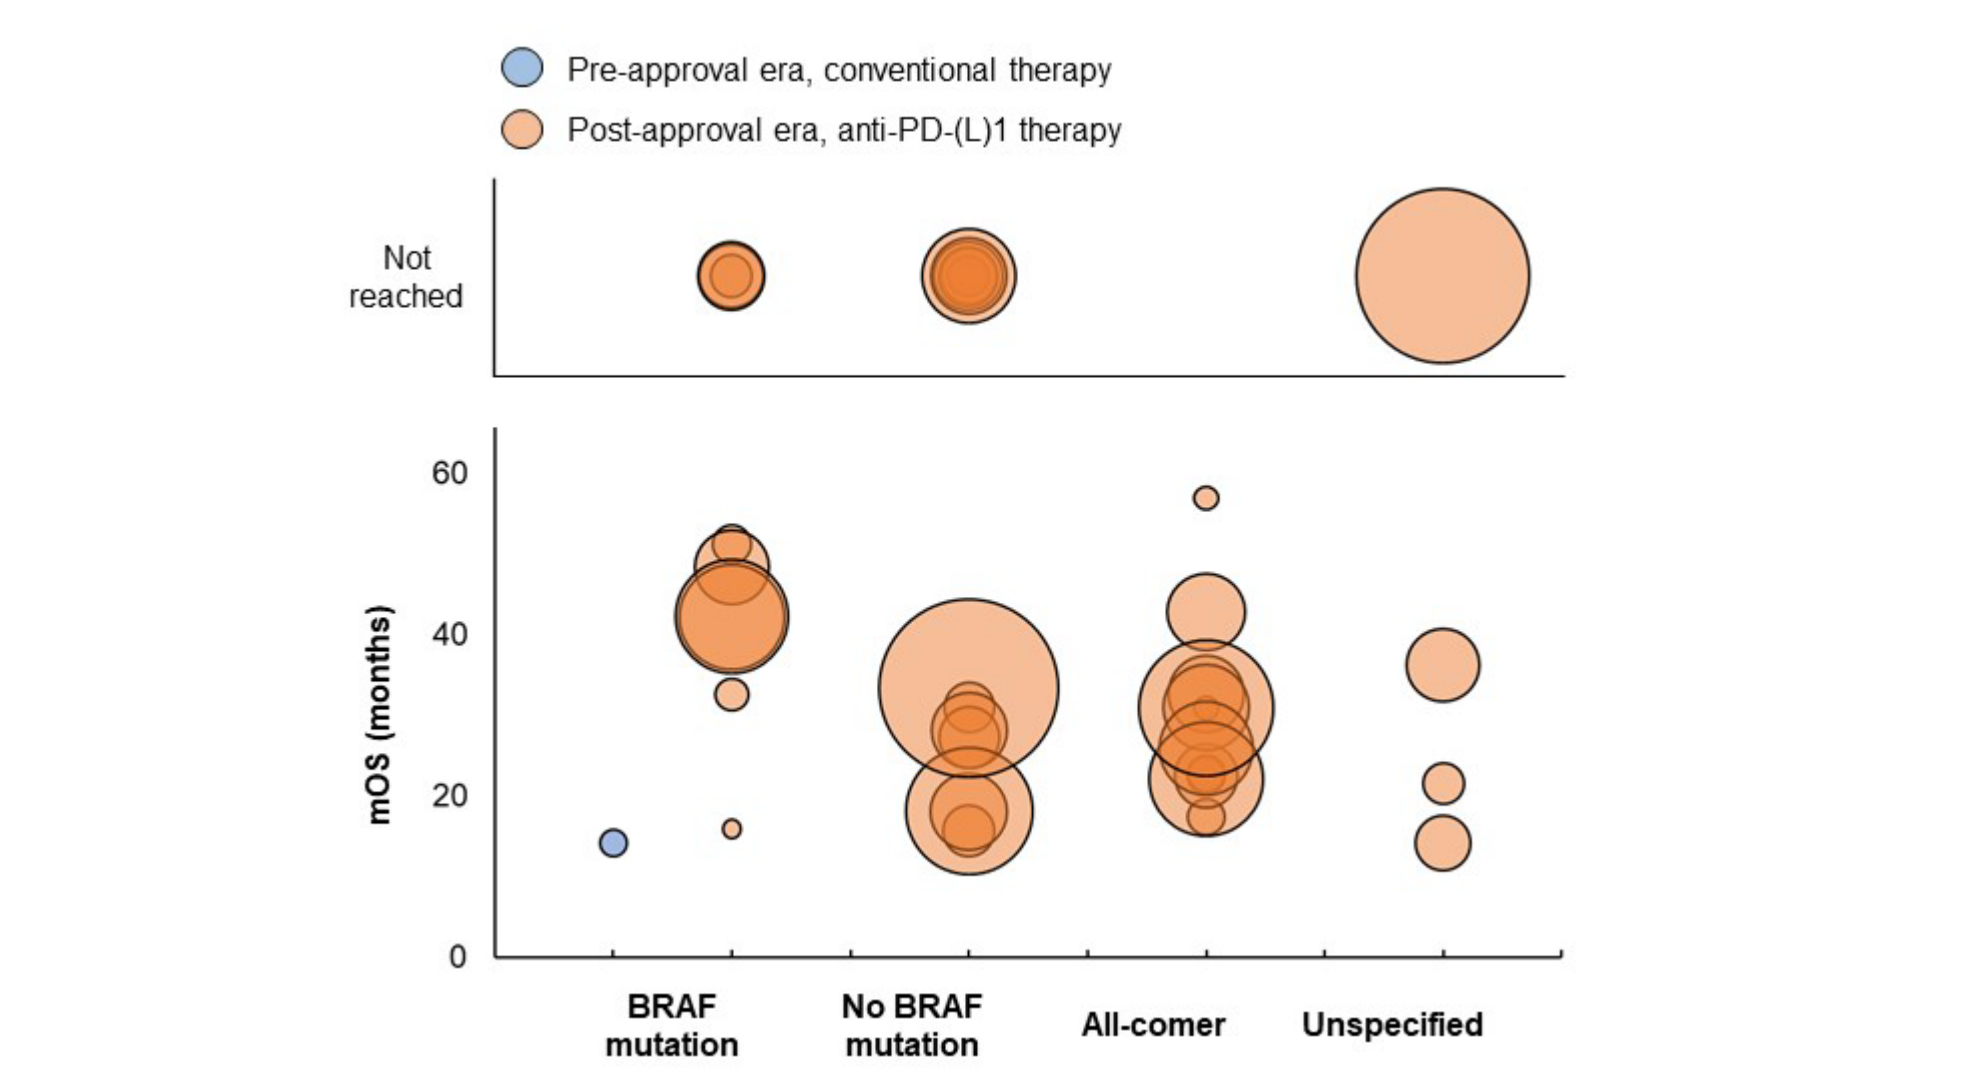 Pre-approval era, conventional therapy
Post-approval era, anti-PD-(L)1 therapy
Not
reached
mOS (months)
60
40
20
0
BRAF
mutation
No BRAF
mutation
All-comer
Unspecified